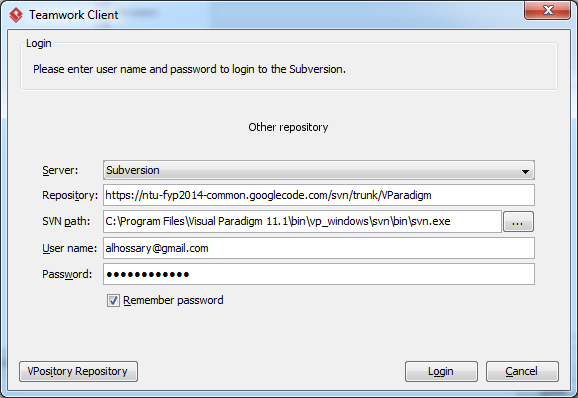 Teamwork Client
Login
Please enter user name and password to login to the Subversion.
Other repository
Server: Subversion
Repository: https://ntu-fyp2014-common.googlecode.com/svn/trunk/VParadigm
SVN path: C:\Program Files\Visual Paradigm 11.1\bin\vp_windows\svn\bin\svn.exe ...
User name: alhossary@gmail.com
Password: ●●●●●●●●●●●●
Remember password
VPository Repository Login Cancel